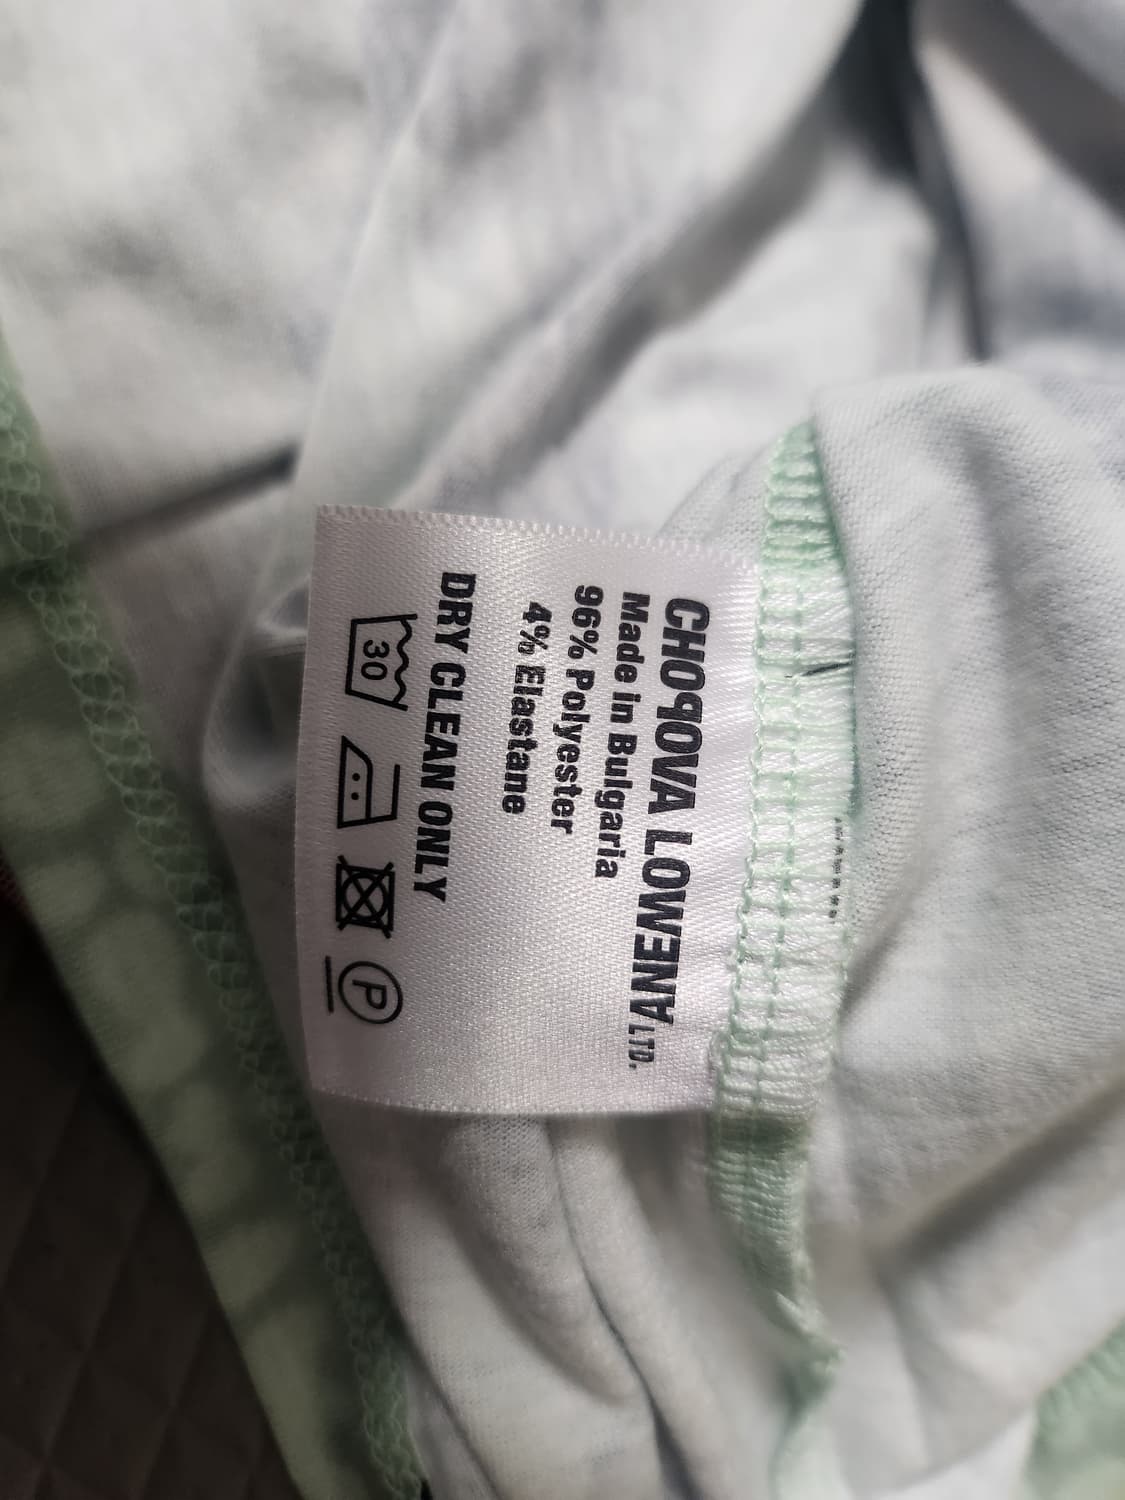 CHOPOVA LOWENA LTD.
Made in Bulgaria
96% Polyester
4% Elastane
DRY CLEAN ONLY
30 P